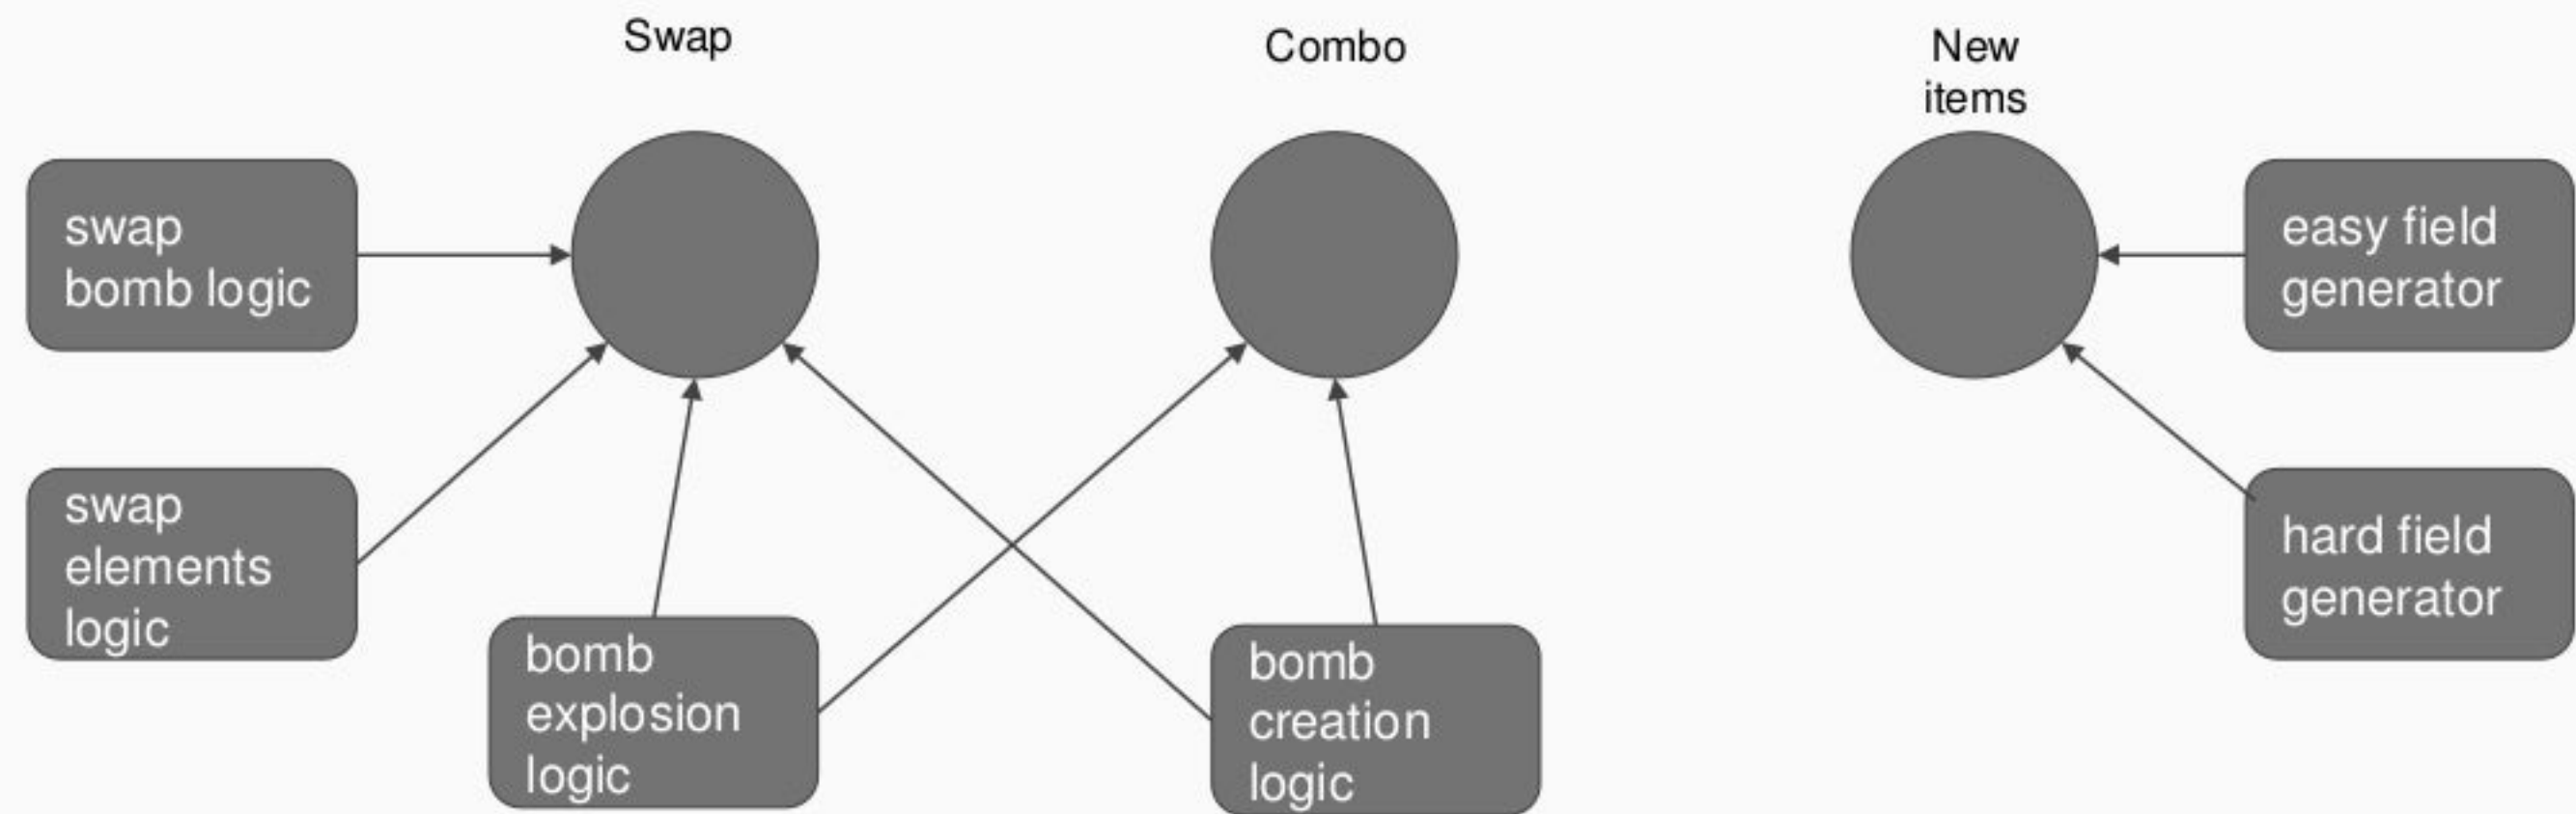 Swap
Combo
New
items
swap
bomb logic
easy field
generator
swap
elements
logic
hard field
generator
bomb
explosion
logic
bomb
creation
logic